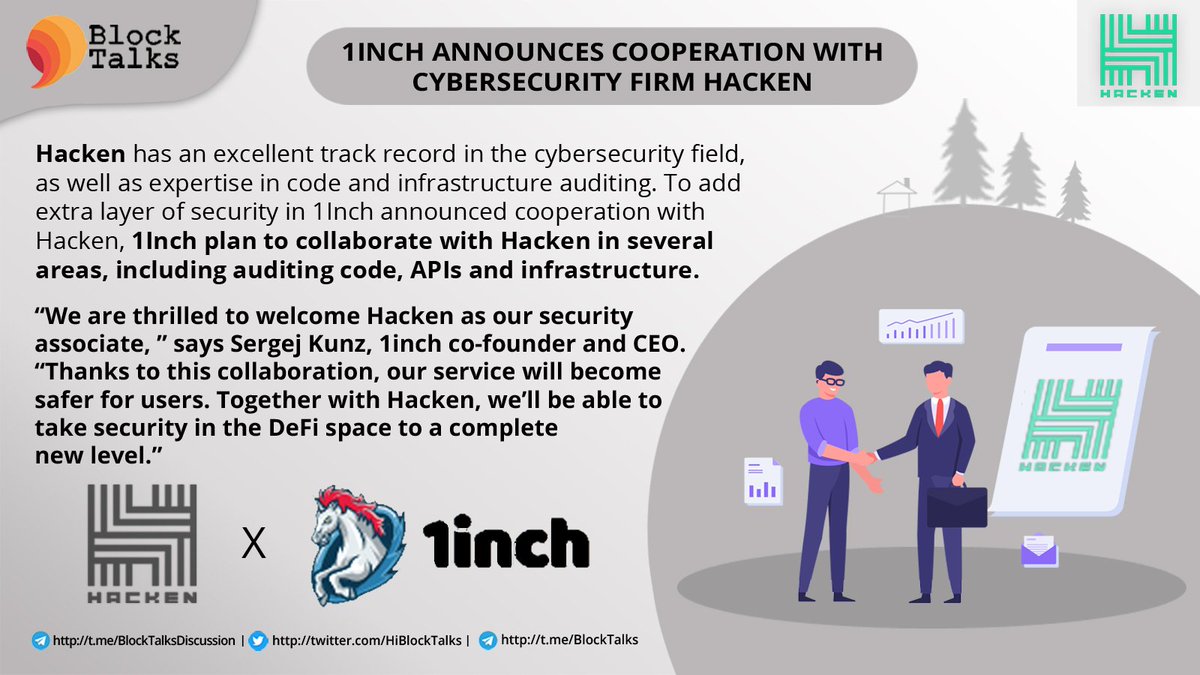 Block
Talks
1INCH ANNOUNCES COOPERATION WITH
CYBERSECURITY FIRM HACKEN
HACKEN
Hacken has an excellent track record in the cybersecurity field,
as well as expertise in code and infrastructure auditing. To add
extra layer of security in 1Inch announced cooperation with
Hacken, 1Inch plan to collaborate with Hacken in several
areas, including auditing code, APIs and infrastructure.
“We are thrilled to welcome Hacken as our security
associate, ” says Sergej Kunz, 1inch co-founder and CEO.
“Thanks to this collaboration, our service will become
safer for users. Together with Hacken, we’ll be able to
take security in the DeFi space to a complete
new level.”
HACKEN
HACKEN X 1inch
http://t.me/BlockTalksDiscussion | http://twitter.com/HiBlockTalks | http://t.me/BlockTalks